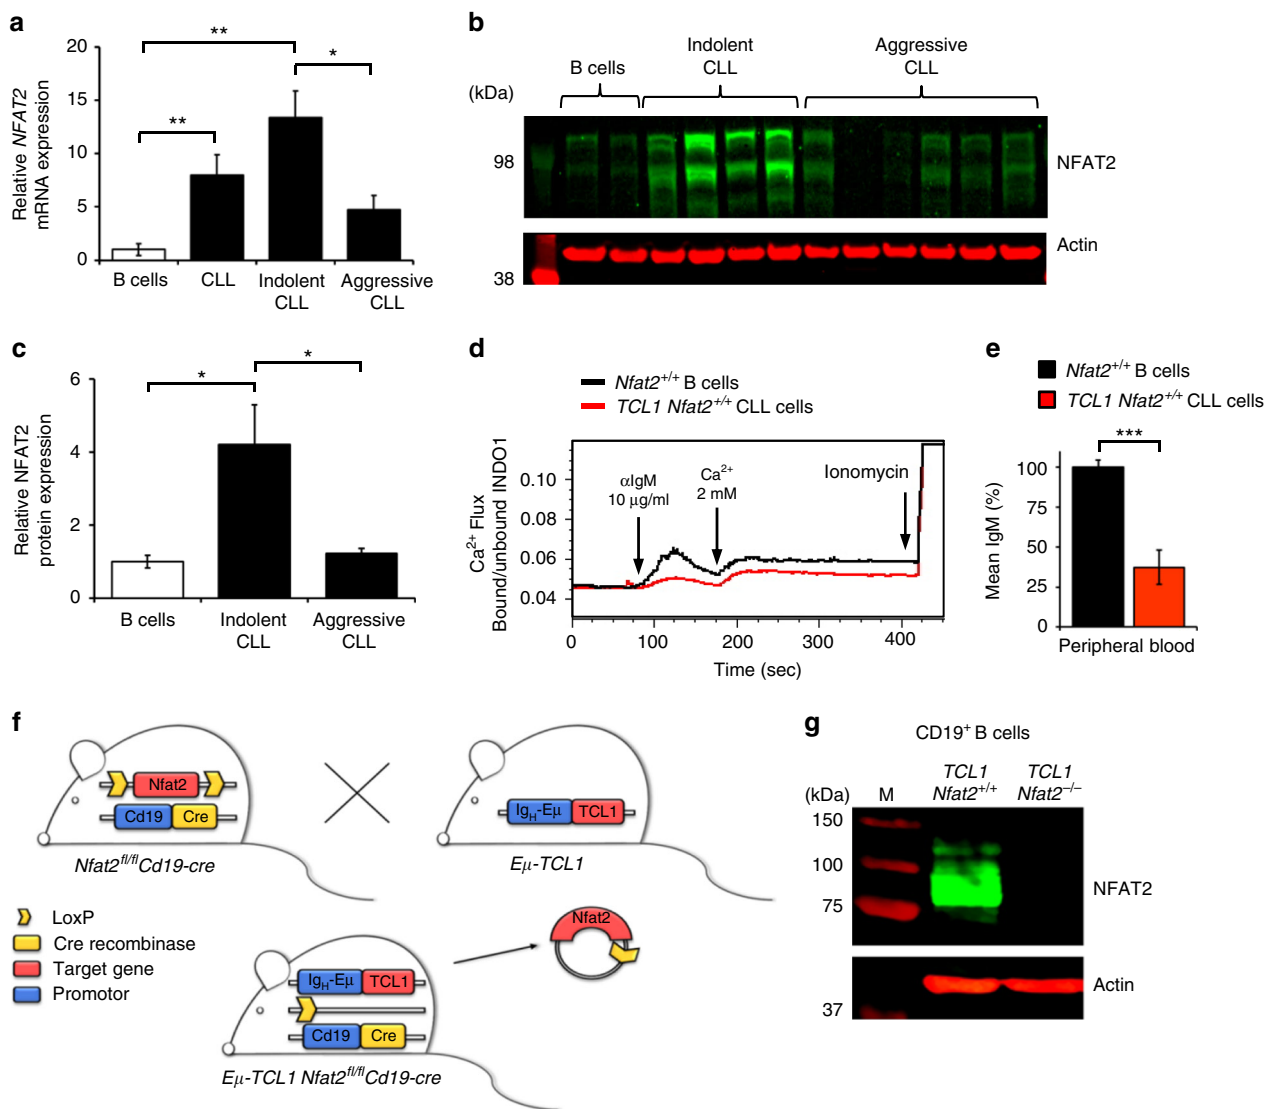 a
Relative NFAT2
mRNA expression
20
15
10
5
0
**
**
*
B cells
CLL
Indolent
CLL
Aggressive
CLL
b
(kDa)
B cells
Indolent
CLL
Aggressive
CLL
98
NFAT2
Actin
38
c
Relative NFAT2
protein expression
6
4
2
0
*
*
B cells
Indolent
CLL
Aggressive
CLL
d
Nfat2+/+ B cells
TCL1 Nfat2+/+ CLL cells
Ca2+ Flux
Bound/unbound INDO1
0.10
0.08
0.06
0.04
αIgM
10 µg/ml
Ca2+
2 mM
Ionomycin
0 100 200 300 400
Time (sec)
e
Nfat2+/+ B cells
TCL1 Nfat2+/+ CLL cells
***
Mean IgM (%)
100
75
50
25
0
Peripheral blood
f
Nfat2
Cd19 Cre
Nfat2fl/flCd19-cre
IgH-Eµ TCL1
Eµ-TCL1
LoxP
Cre recombinase
Target gene
Promotor
IgH-Eµ TCL1
Cd19 Cre
Eµ-TCL1 Nfat2fl/flCd19-cre
Nfat2
g
CD19+ B cells
(kDa)
M
TCL1
Nfat2+/+
TCL1
Nfat2–/–
150
100
75
NFAT2
Actin
37